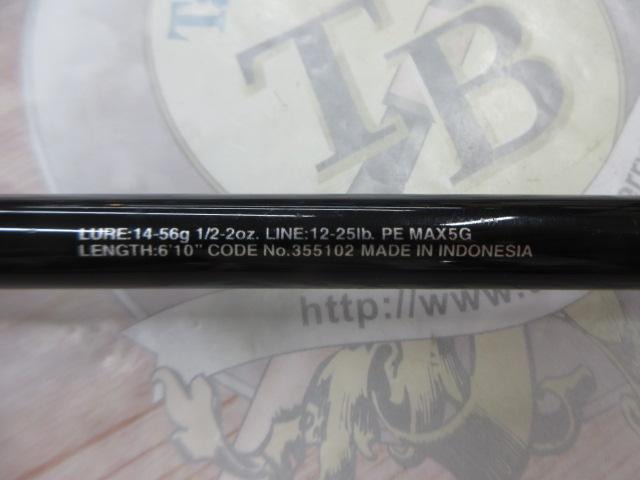 TB
LURE:14-56g 1/2-2oz. LINE:12-25lb. PE MAX5G
LENGTH:6'10" CODE No.355102 MADE IN INDONESIA
http://www.